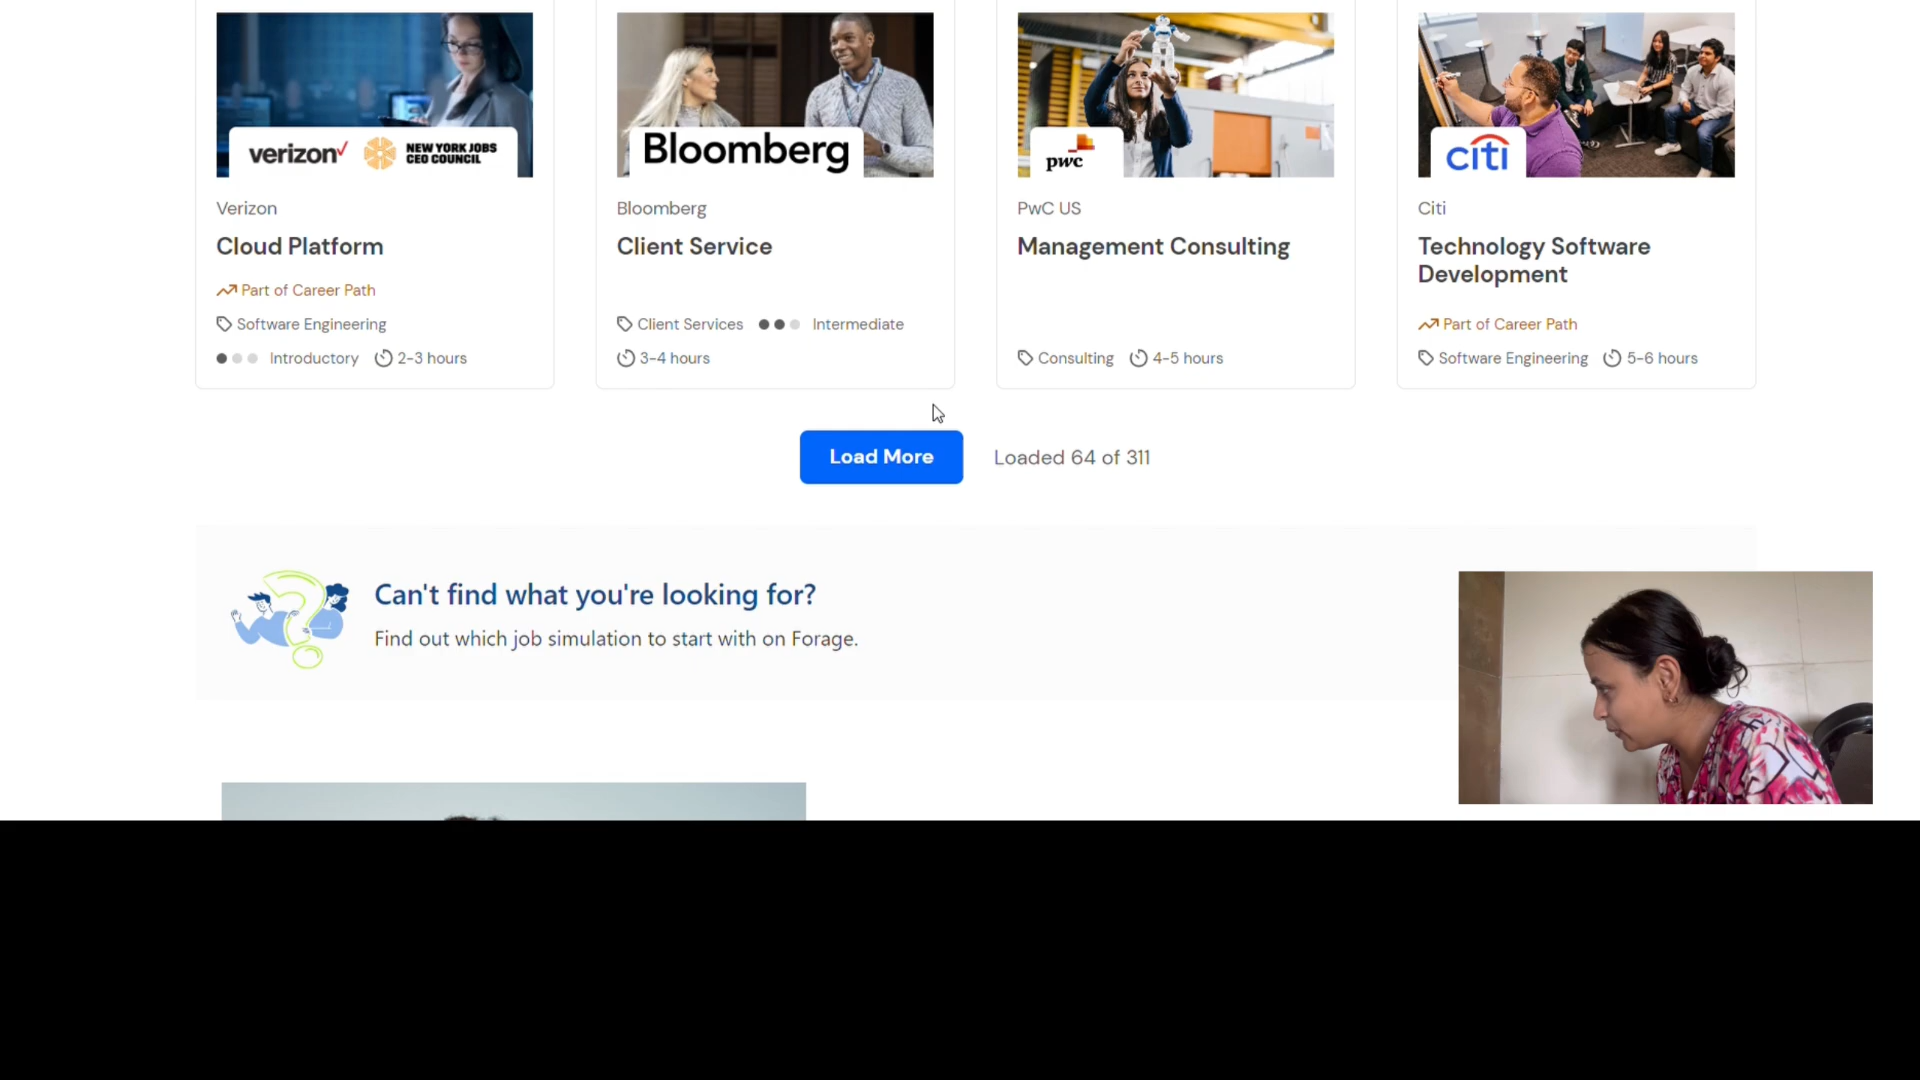 verizon
NEW YORK JOBS
CEO COUNCIL
Bloomberg
pwc
citi
Verizon
Bloomberg
PwC US
Citi
Cloud Platform
Client Service
Management Consulting
Technology Software
Development
Part of Career Path
Software Engineering
Client Services
Intermediate
Part of Career Path
Introductory
2-3 hours
3-4 hours
Consulting
4-5 hours
Software Engineering
5-6 hours
Load More
Loaded 64 of 311
Can't find what you're looking for?
Find out which job simulation to start with on Forage.